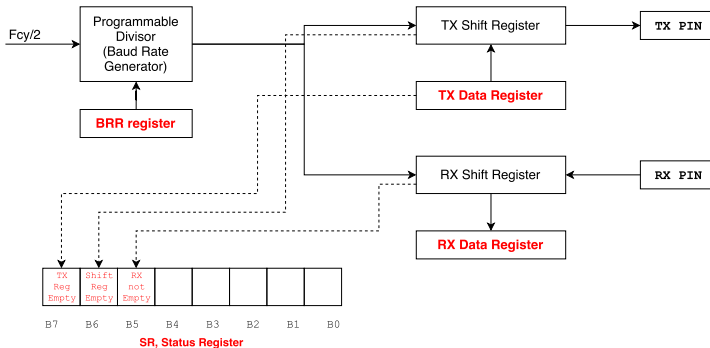 Fcy/2
Programmable
Divisor
(Baud Rate
Generator)
BRR register
TX Shift Register
TX PIN
TX Data Register
RX Shift Register
RX PIN
RX Data Register
TX
Reg
Empty
Shift
Reg
Empty
RX
not
Empty
B7 B6 B5 B4 B3 B2 B1 B0
SR, Status Register